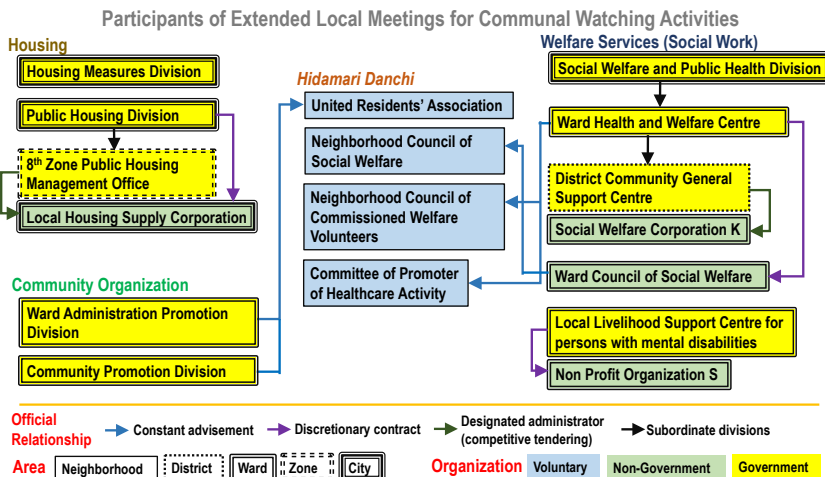 Participants of Extended Local Meetings for Communal Watching Activities
Housing
Housing Measures Division
Public Housing Division
8th Zone Public Housing
Management Office
Local Housing Supply Corporation
Community Organization
Ward Administration Promotion
Division
Community Promotion Division
Hidamari Danchi
United Residents' Association
Neighborhood Council of
Social Welfare
Neighborhood Council of
Commissioned Welfare
Volunteers
Committee of Promoter
of Healthcare Activity
Welfare Services (Social Work)
Social Welfare and Public Health Division
Ward Health and Welfare Centre
District Community General
Support Centre
Social Welfare Corporation K
Ward Council of Social Welfare
Local Livelihood Support Centre for
persons with mental disabilities
Non Profit Organization S
Official
Relationship
Constant advisement
Discretionary contract
Designated administrator
(competitive tendering)
Subordinate divisions
Area
Neighborhood
District
Ward
Zone
City
Organization
Voluntary
Non-Government
Government